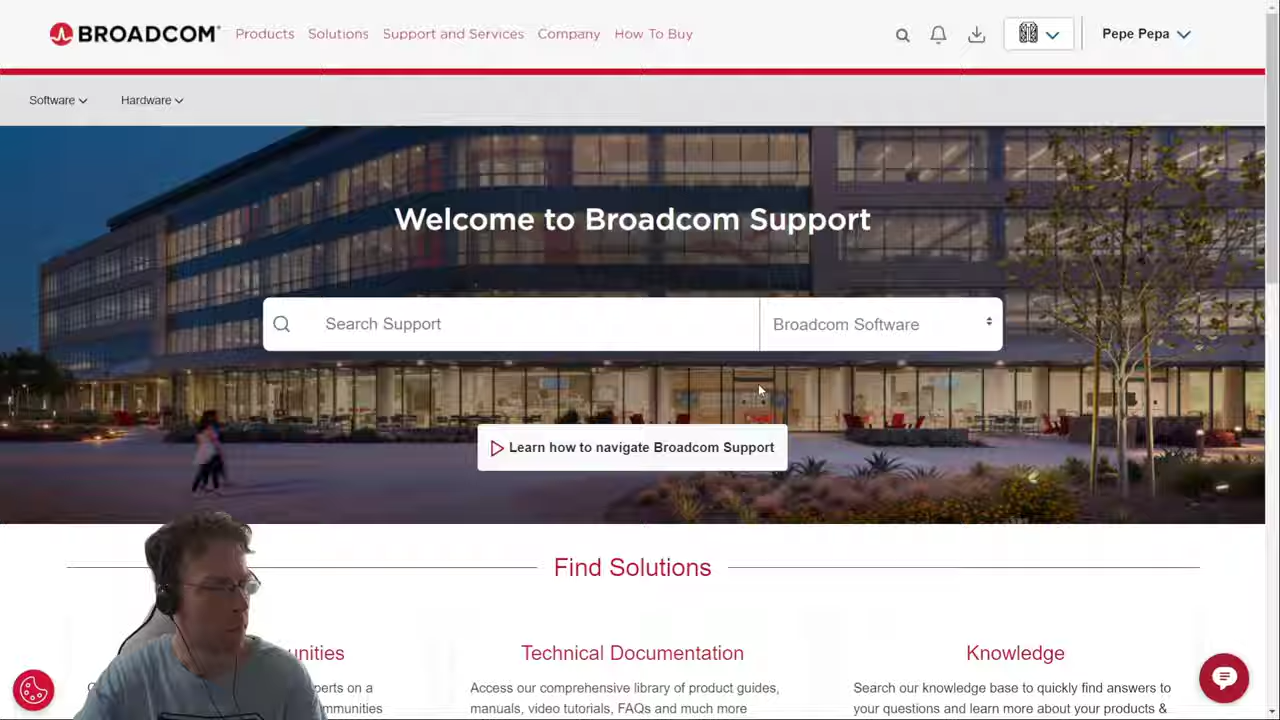 BROADCOM
Products Solutions Support and Services Company How To Buy
Pepe Pepa
Software Hardware
Welcome to Broadcom Support
Search Support
Broadcom Software
Learn how to navigate Broadcom Support
Find Solutions
unities
perts on a
mmunities
Technical Documentation
Access our comprehensive library of product guides,
manuals, video tutorials, FAQs and much more
Knowledge
Search our knowledge base to quickly find answers to
your questions and learn more about your products &